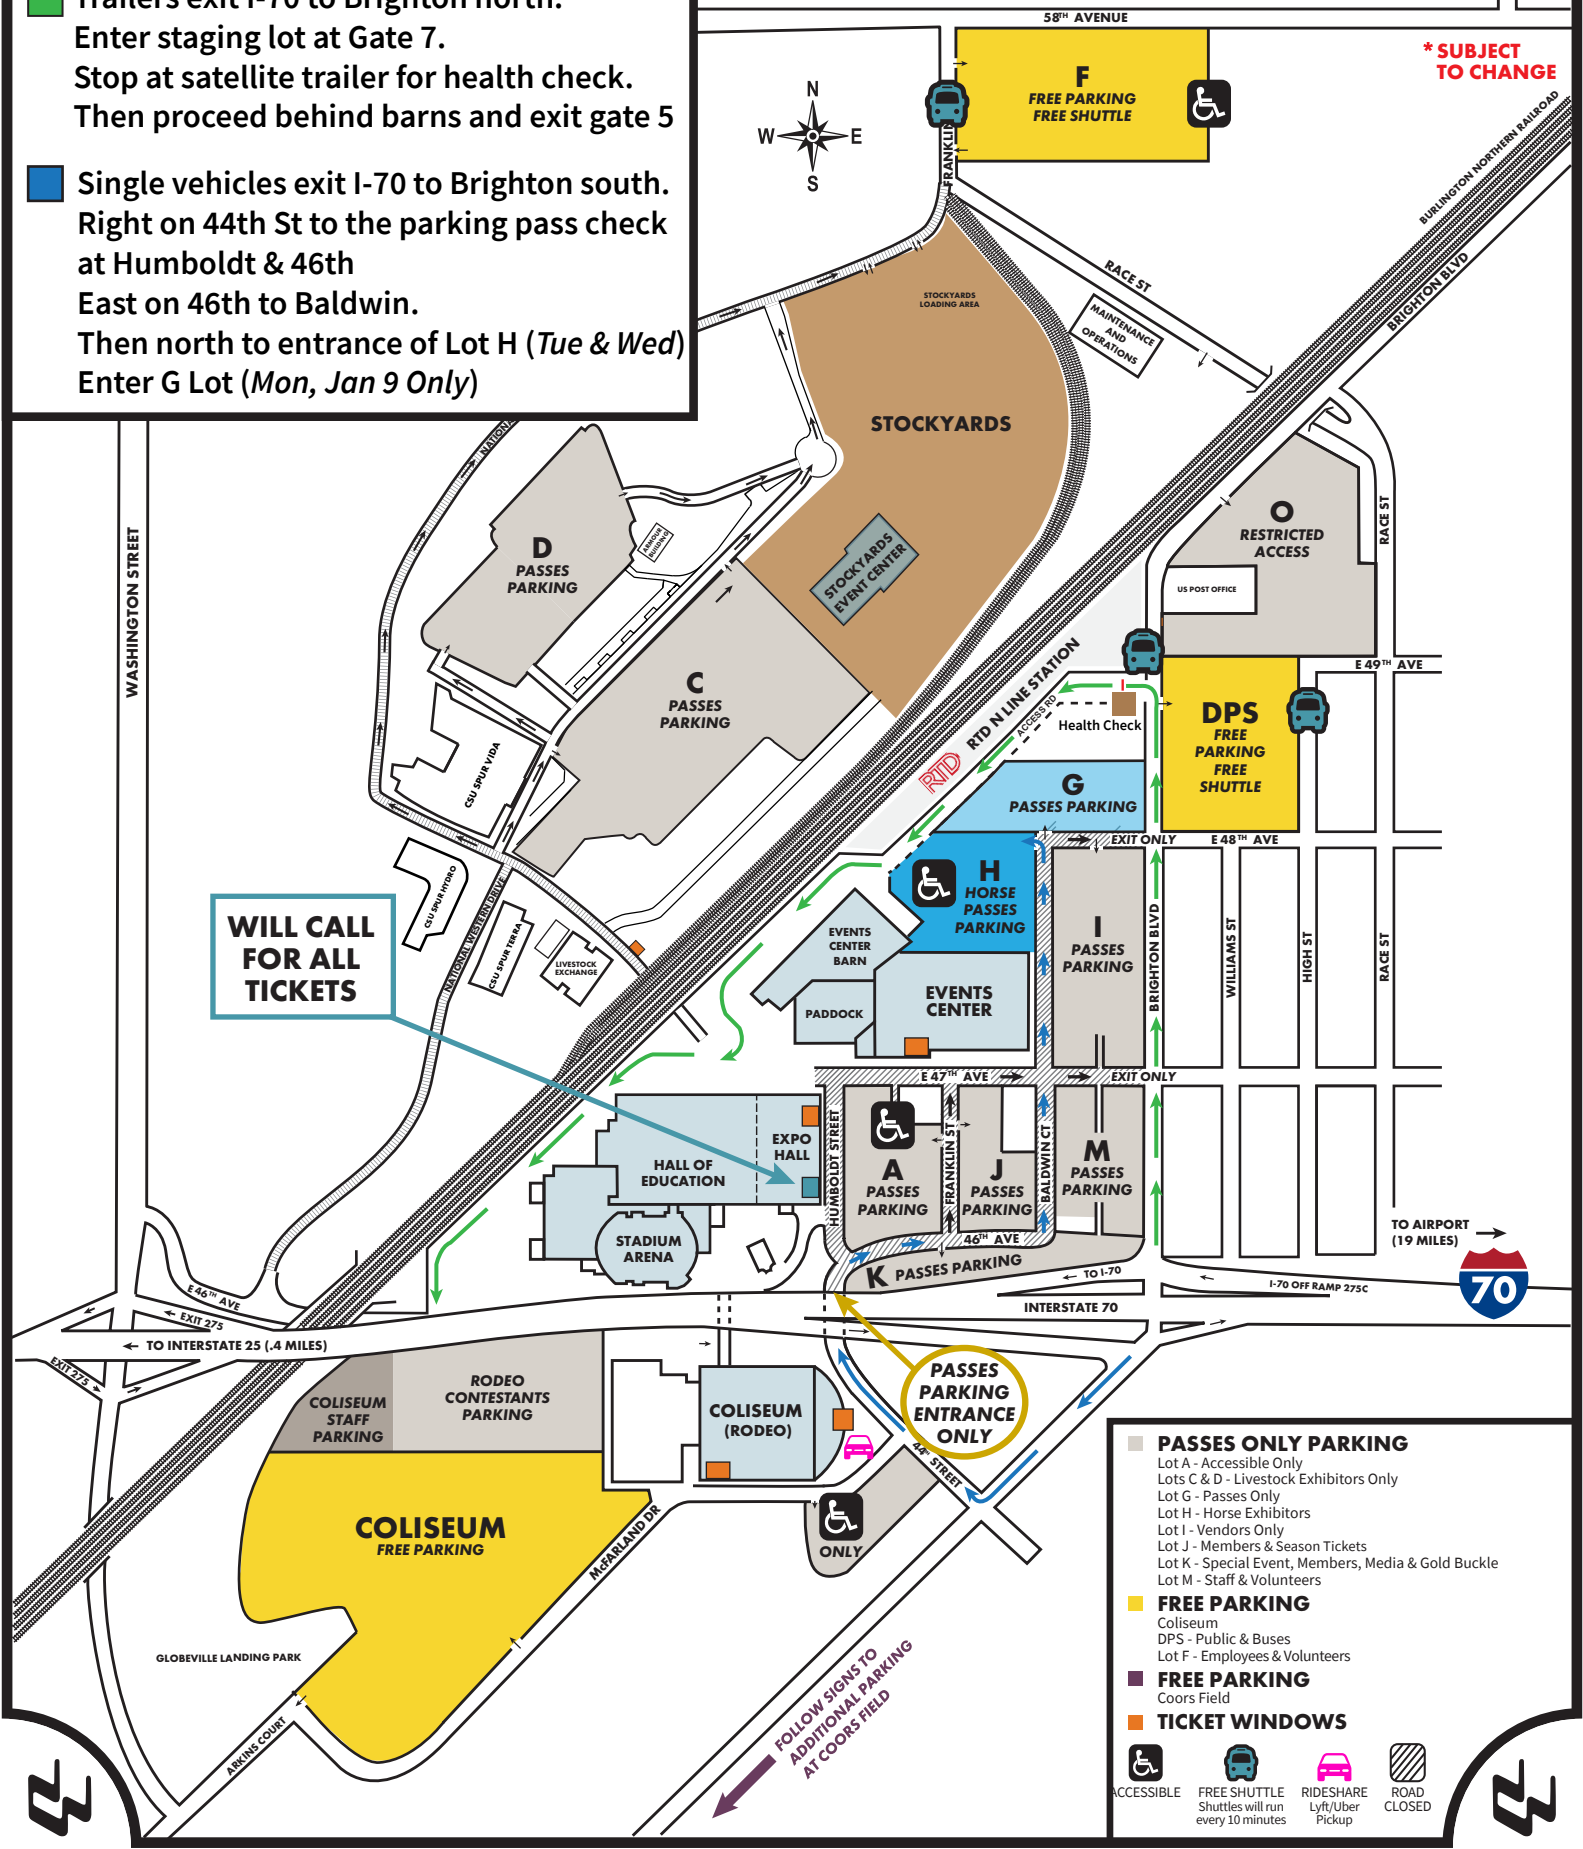 Trailers exit I-70 to Brighton north.
Enter staging lot at Gate 7.
Stop at satellite trailer for health check.
Then proceed behind barns and exit gate 5
Single vehicles exit I-70 to Brighton south.
Right on 44th St to the parking pass check
at Humboldt & 46th
East on 46th to Baldwin.
Then north to entrance of Lot H (Tue & Wed)
Enter G Lot (Mon, Jan 9 Only)
58TH AVENUE
* SUBJECT
TO CHANGE
N
W
E
S
F
FREE PARKING
FREE SHUTTLE
FRANKLIN
BURLINGTON NORTHERN RAILROAD
BRIGHTON BLVD
RACE ST
MAINTENANCE
AND
OPERATIONS
STOCKYARDS
LOADING AREA
STOCKYARDS
STOCKYARDS
EVENT CENTER
NATION
WASHINGTON STREET
D
PASSES
PARKING
ARMOUR
BUILDING
C
PASSES
PARKING
O
RESTRICTED
ACCESS
US POST OFFICE
RACE ST
E 49TH AVE
RTD N LINE STATION
RTD
ACCESS RD
Health Check
DPS
FREE
PARKING
FREE
SHUTTLE
CSU SPUR VIDA
G
PASSES PARKING
EXIT ONLY
E 48TH AVE
CSU SPUR HYDRO
NATIONAL WESTERN DRIVE
CSU SPUR TERRA
LIVESTOCK
EXCHANGE
WILL CALL
FOR ALL
TICKETS
H
HORSE
PASSES
PARKING
I
PASSES
PARKING
BRIGHTON BLVD
WILLIAMS ST
HIGH ST
RACE ST
EVENTS
CENTER
BARN
PADDOCK
EVENTS
CENTER
E 47TH AVE
EXIT ONLY
HUMBOLDT STREET
EXPO
HALL
HALL OF
EDUCATION
STADIUM
ARENA
A
PASSES
PARKING
FRANKLIN ST
J
PASSES
PARKING
BALDWIN CT
M
PASSES
PARKING
46TH AVE
K PASSES PARKING
TO I-70
TO AIRPORT
(19 MILES)
70
I-70 OFF RAMP 275C
INTERSTATE 70
E 46TH AVE
EXIT 275
TO INTERSTATE 25 (.4 MILES)
EXIT 275
COLISEUM
STAFF
PARKING
RODEO
CONTESTANTS
PARKING
COLISEUM
(RODEO)
PASSES
PARKING
ENTRANCE
ONLY
44TH STREET
ONLY
COLISEUM
FREE PARKING
McFARLAND DR
GLOBEVILLE LANDING PARK
ARKINS COURT
FOLLOW SIGNS TO
ADDITIONAL PARKING
AT COORS FIELD
PASSES ONLY PARKING
Lot A - Accessible Only
Lots C & D - Livestock Exhibitors Only
Lot G - Passes Only
Lot H - Horse Exhibitors
Lot I - Vendors Only
Lot J - Members & Season Tickets
Lot K - Special Event, Members, Media & Gold Buckle
Lot M - Staff & Volunteers
FREE PARKING
Coliseum
DPS - Public & Buses
Lot F - Employees & Volunteers
FREE PARKING
Coors Field
TICKET WINDOWS
ACCESSIBLE
FREE SHUTTLE
Shuttles will run
every 10 minutes
RIDESHARE
Lyft/Uber
Pickup
ROAD
CLOSED